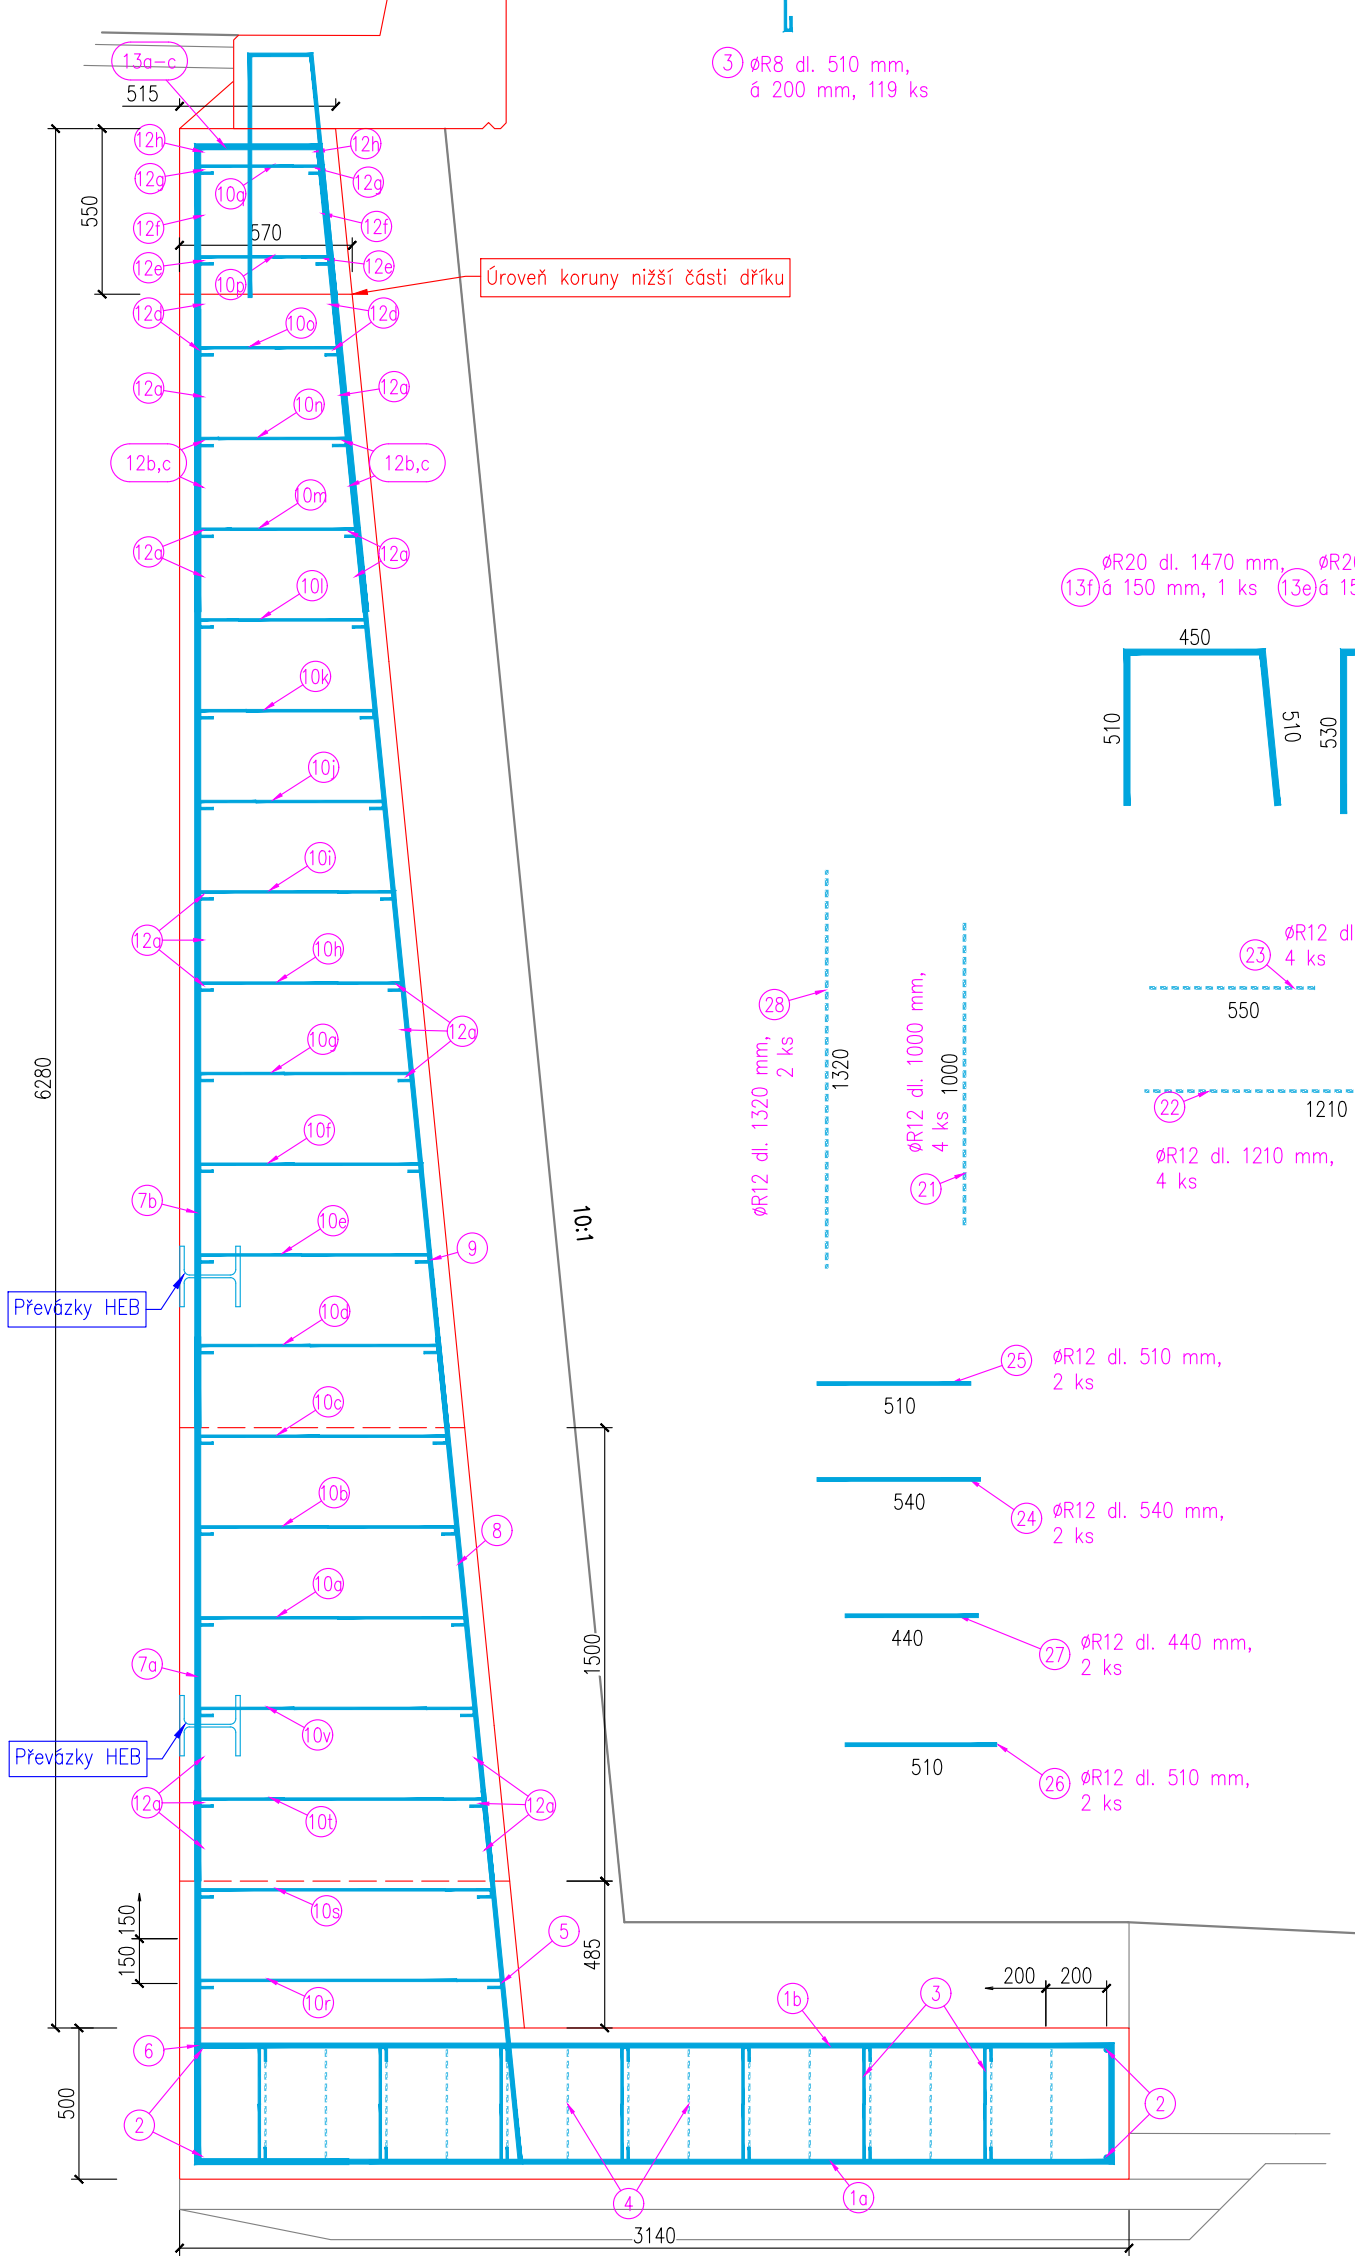 3 øR8 dl. 510 mm,
á 200 mm, 119 ks
13a-c
515
12h
12h
12g
10q
12g
550
12f
570
12f
12e
10p
12e
Úroveň koruny nižší části dříku
12d
10o
12d
12a
10n
12a
12b,c
12b,c
10m
12a
12a
10l
10k
10j
10i
12a
10h
12a
10g
10f
6280
7b
10e
9
10:1
Převázky HEB
10d
10c
10b
8
10a
1500
7a
10v
Převázky HEB
12a
10t
12a
10s
150
150
5
485
10r
200
200
1b
3
6
500
2
2
4
1a
3140
øR20 dl. 1470 mm,
13f á 150 mm, 1 ks
13e
450
510
510
530
28
øR12 dl. 1320 mm,
2 ks
1320
øR12 dl. 1000 mm,
4 ks
1000
21
23 øR12 dl
4 ks
550
22
1210
øR12 dl. 1210 mm,
4 ks
25 øR12 dl. 510 mm,
2 ks
510
540
24 øR12 dl. 540 mm,
2 ks
440
27 øR12 dl. 440 mm,
2 ks
510
26 øR12 dl. 510 mm,
2 ks